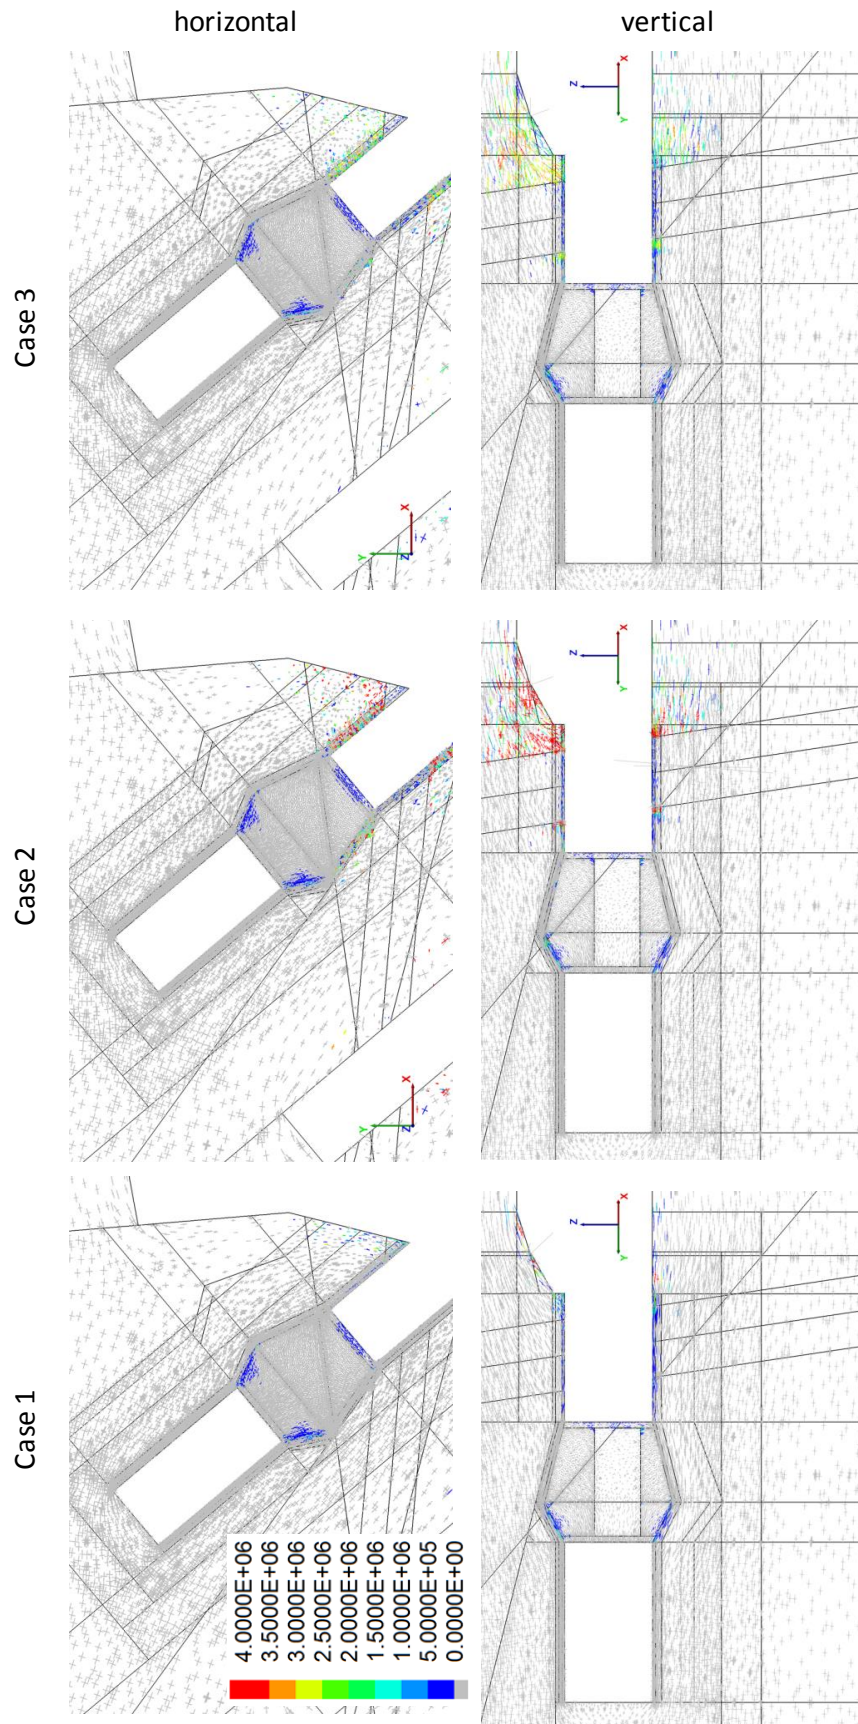 horizontal
vertical
Case 3
X
Y
Z
Z
X
Y
Case 2
X
Y
Z
Z
X
Y
Case 1
4.0000E+06
3.5000E+06
3.0000E+06
2.5000E+06
2.0000E+06
1.5000E+06
1.0000E+06
5.0000E+05
0.0000E+00
Z
X
Y